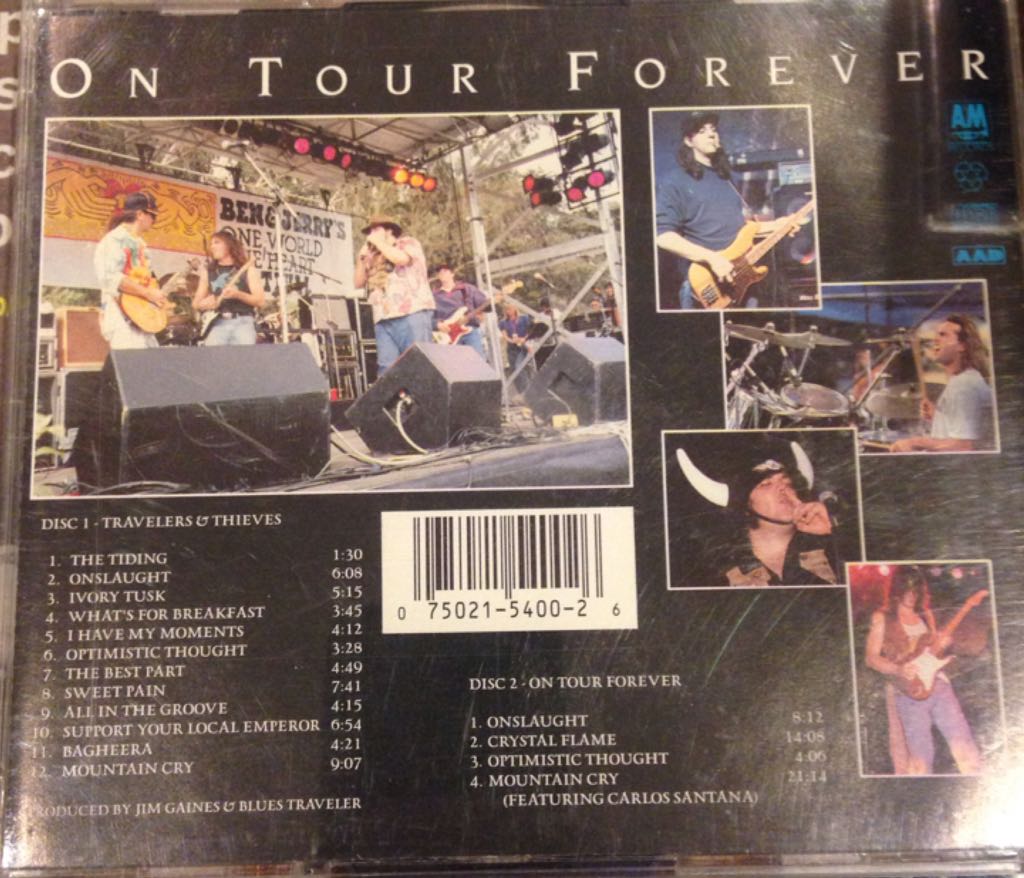 ON TOUR FOREVER
AM
BEN & JERRY'S
ONE WORLD
ONE HEART
AAD
DISC 1 - TRAVELERS & THIEVES
1. THE TIDING 1:30
2. ONSLAUGHT 6:08
3. IVORY TUSK 5:15
4. WHAT'S FOR BREAKFAST 3:45
5. I HAVE MY MOMENTS 4:12
6. OPTIMISTIC THOUGHT 3:28
7. THE BEST PART 4:49
8. SWEET PAIN 7:41
9. ALL IN THE GROOVE 4:15
10. SUPPORT YOUR LOCAL EMPEROR 6:54
11. BAGHEERA 4:21
12. MOUNTAIN CRY 9:07
PRODUCED BY JIM GAINES & BLUES TRAVELER
0 75021-5400-2 6
DISC 2 - ON TOUR FOREVER
1. ONSLAUGHT 8:12
2. CRYSTAL FLAME 14:08
3. OPTIMISTIC THOUGHT 4:06
4. MOUNTAIN CRY 21:14
(FEATURING CARLOS SANTANA)